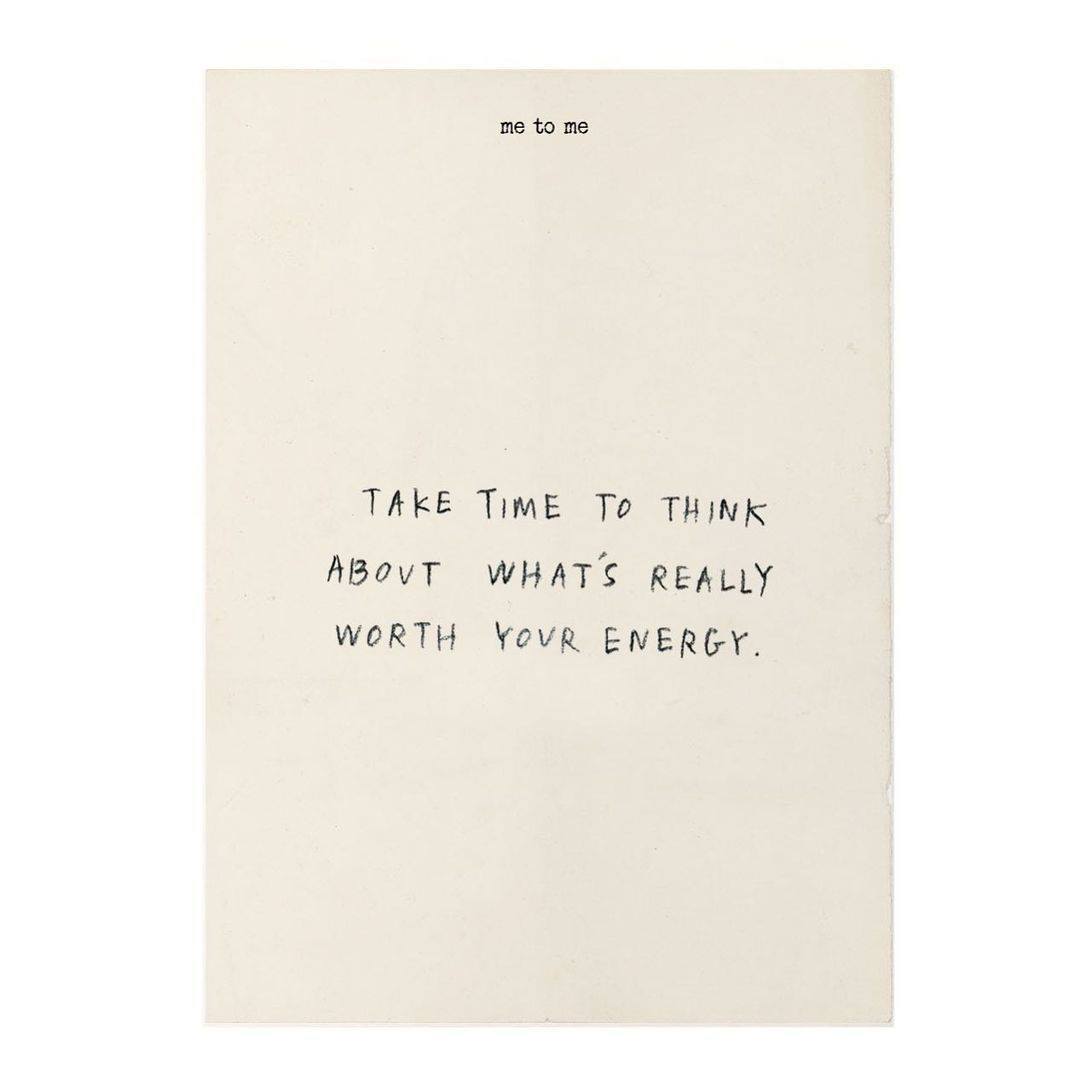 me to me
TAKE TIME TO THINK
ABOUT WHAT'S REALLY
WORTH YOUR ENERGY.